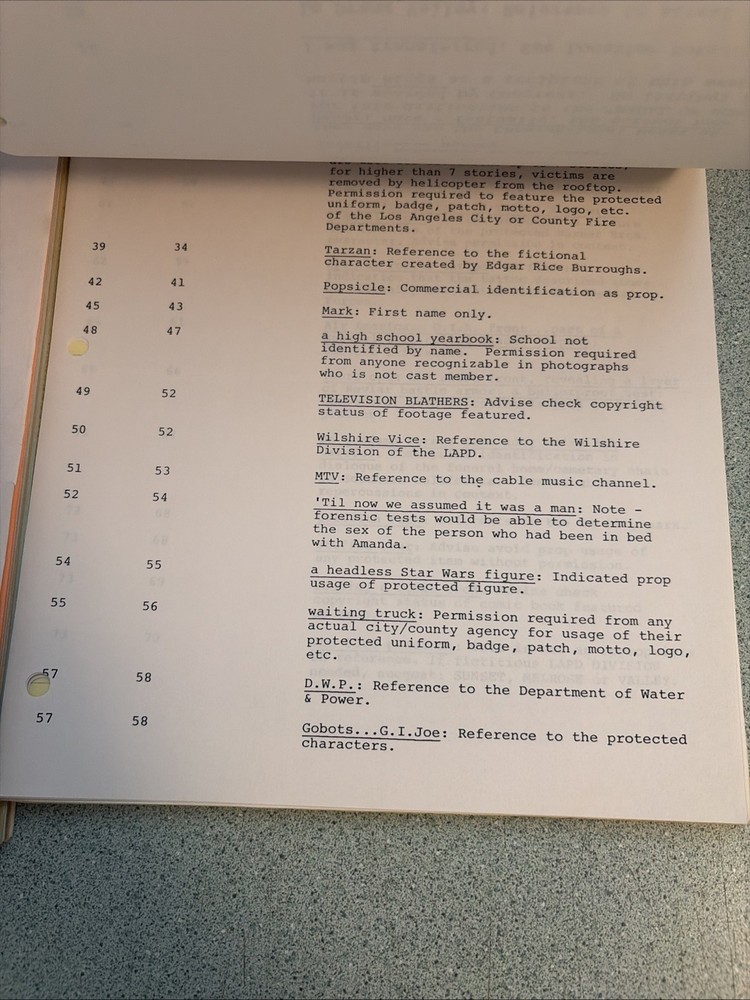 for higher than 7 stories, victims are
removed by helicopter from the rooftop.
Permission required to feature the protected
uniform, badge, patch, motto, logo, etc.
of the Los Angeles City or County Fire
Departments.
39 34 Tarzan: Reference to the fictional
character created by Edgar Rice Burroughs.
42 41 Popsicle: Commercial identification as prop.
45 43 Mark: First name only.
48 47 a high school yearbook: School not
identified by name. Permission required
from anyone recognizable in photographs
who is not cast member.
49 52 TELEVISION BLATHERS: Advise check copyright
status of footage featured.
50 52 Wilshire Vice: Reference to the Wilshire
Division of the LAPD.
51 53 MTV: Reference to the cable music channel.
52 54 'Til now we assumed it was a man: Note -
forensic tests would be able to determine
the sex of the person who had been in bed
with Amanda.
54 55 a headless Star Wars figure: Indicated prop
usage of protected figure.
55 56 waiting truck: Permission required from any
actual city/county agency for usage of their
protected uniform, badge, patch, motto, logo,
etc.
57 58 D.W.P.: Reference to the Department of Water
& Power.
57 58 Gobots...G.I.Joe: Reference to the protected
characters.